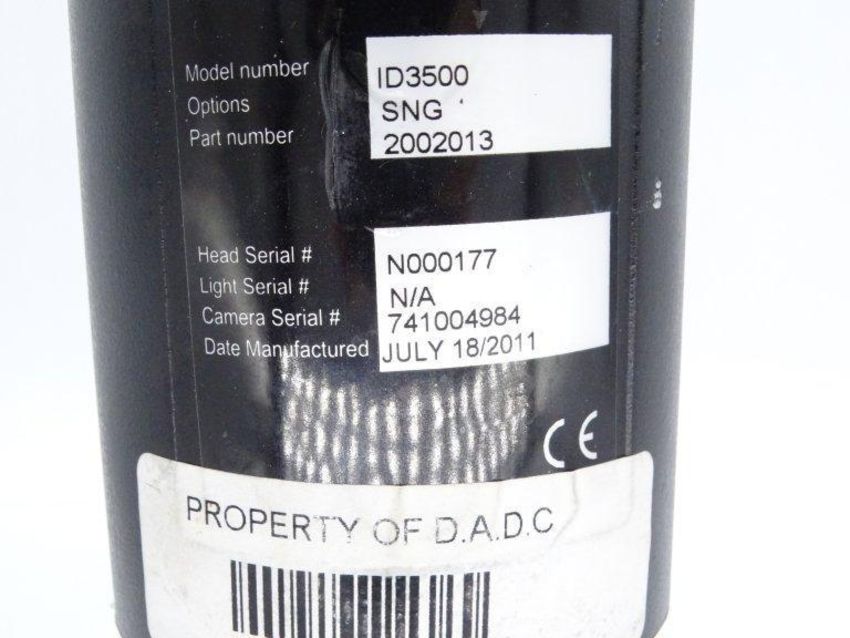 Model number ID3500
Options SNG
Part number 2002013
Head Serial # N000177
Light Serial # N/A
Camera Serial # 741004984
Date Manufactured JULY 18/2011
CE
PROPERTY OF D.A.D.C